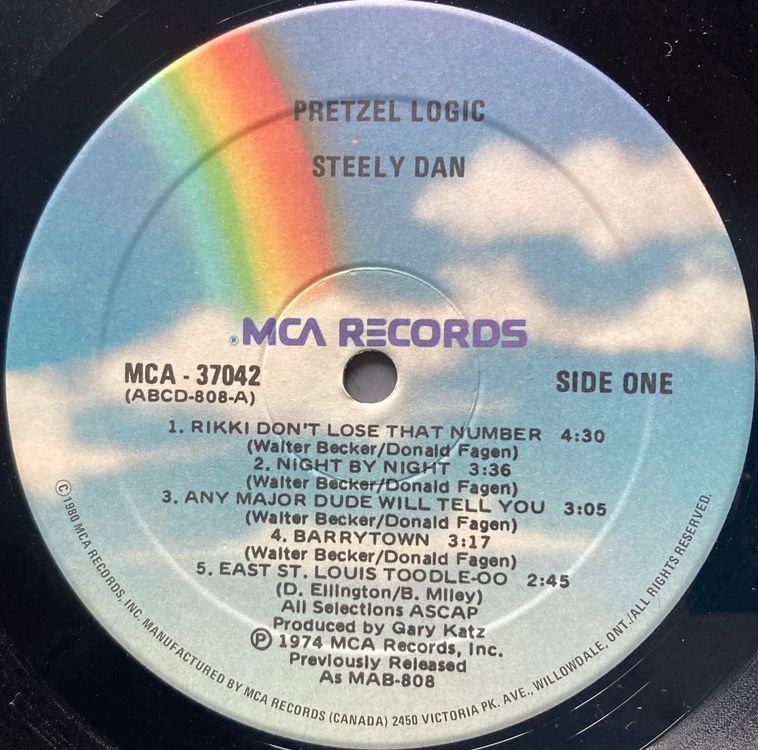 PRETZEL LOGIC
STEELY DAN
® MCA RECORDS
MCA - 37042
(ABCD-808-A)
SIDE ONE
1. RIKKI DON'T LOSE THAT NUMBER 4:30
(Walter Becker/Donald Fagen)
2. NIGHT BY NIGHT 3:36
(Walter Becker/Donald Fagen)
3. ANY MAJOR DUDE WILL TELL YOU 3:05
(Walter Becker/Donald Fagen)
4. BARRYTOWN 3:17
(Walter Becker/Donald Fagen)
5. EAST ST. LOUIS TOODLE-OO 2:45
(D. Ellington/B. Miley)
All Selections ASCAP
Produced by Gary Katz
℗ 1974 MCA Records, Inc.
Previously Released
As MAB-808
© 1980 MCA RECORDS, INC. MANUFACTURED BY MCA RECORDS (CANADA) 2450 VICTORIA PK. AVE., WILLOWDALE, ONT./ALL RIGHTS RESERVED.